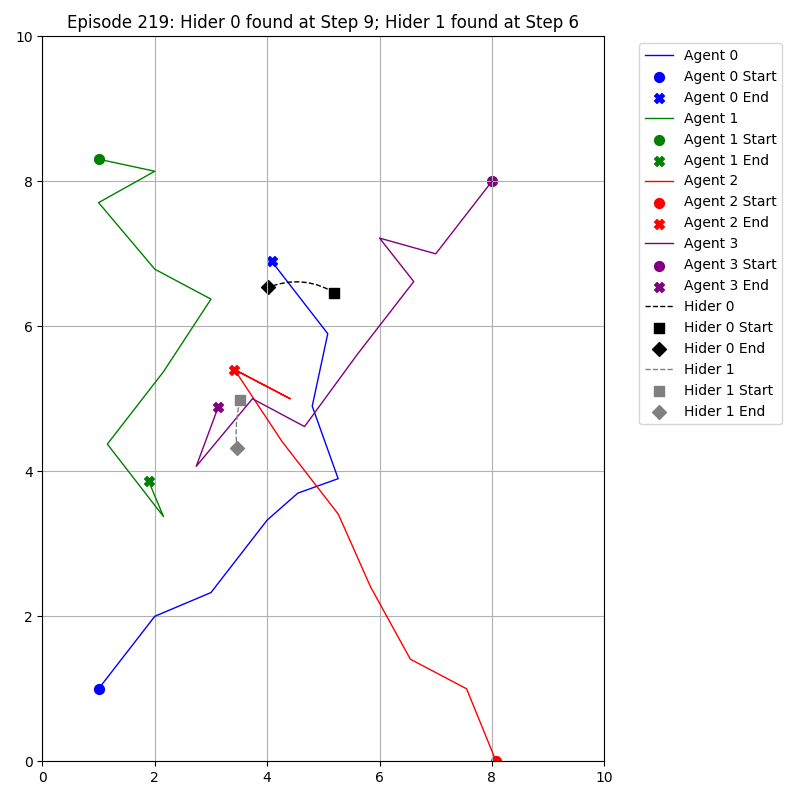 Episode 219: Hider 0 found at Step 9; Hider 1 found at Step 6
10
8
6
4
2
0
0 2 4 6 8 10
Agent 0
Agent 0 Start
Agent 0 End
Agent 1
Agent 1 Start
Agent 1 End
Agent 2
Agent 2 Start
Agent 2 End
Agent 3
Agent 3 Start
Agent 3 End
Hider 0
Hider 0 Start
Hider 0 End
Hider 1
Hider 1 Start
Hider 1 End